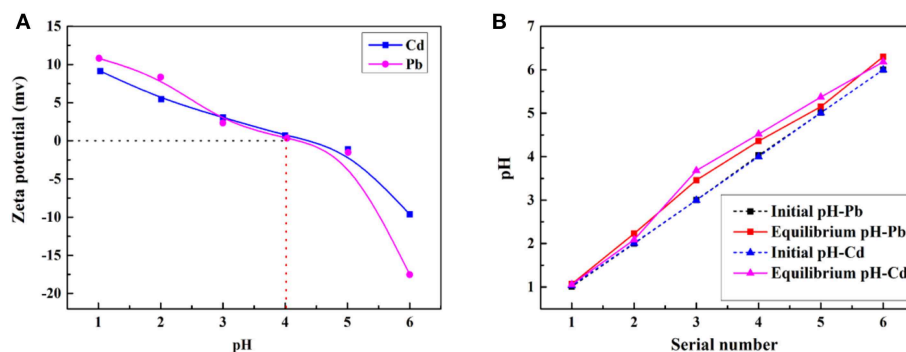 A
15
10
5
0
-5
-10
-15
-20
Zeta potential (mv)
1 2 3 4 5 6
pH
Cd
Pb
B
7
6
5
4
3
2
1
pH
1 2 3 4 5 6
Serial number
Initial pH-Pb
Equilibrium pH-Pb
Initial pH-Cd
Equilibrium pH-Cd